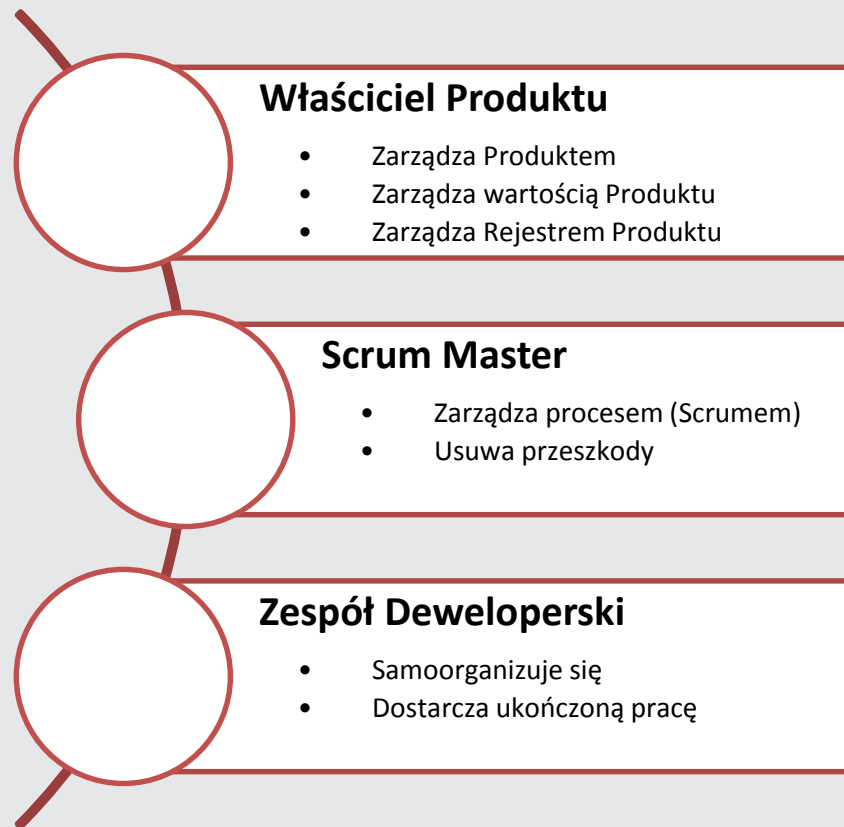 Właściciel Produktu
• Zarządza Produktem
• Zarządza wartością Produktu
• Zarządza Rejestrem Produktu
Scrum Master
• Zarządza procesem (Scrumem)
• Usuwa przeszkody
Zespół Deweloperski
• Samoorganizuje się
• Dostarcza ukończoną pracę